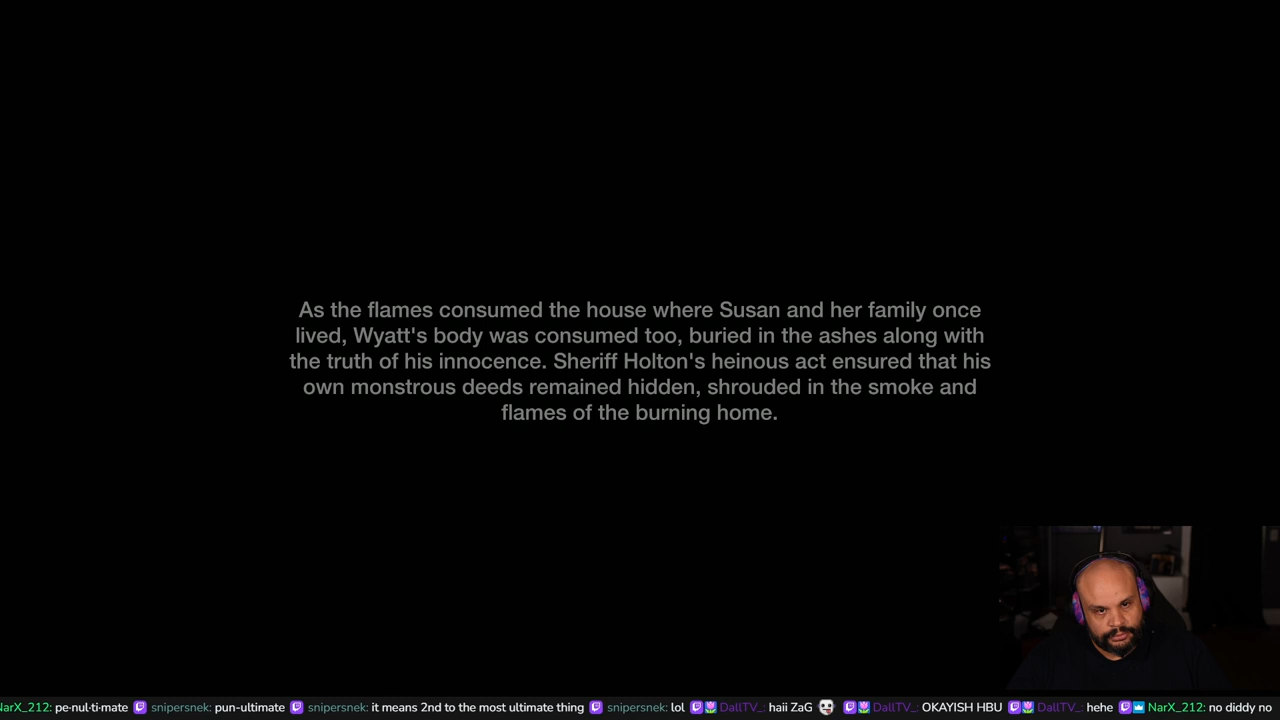 As the flames consumed the house where Susan and her family once
lived, Wyatt's body was consumed too, buried in the ashes along with
the truth of his innocence. Sheriff Holton's heinous act ensured that his
own monstrous deeds remained hidden, shrouded in the smoke and
flames of the burning home.
NarX_212: pe·nul·ti·mate snipersnek: pun-ultimate snipersnek: it means 2nd to the most ultimate thing snipersnek: lol DallTV_: haii ZaG DallTV_: OKAYISH HBU DallTV_: hehe NarX_212: no diddy no